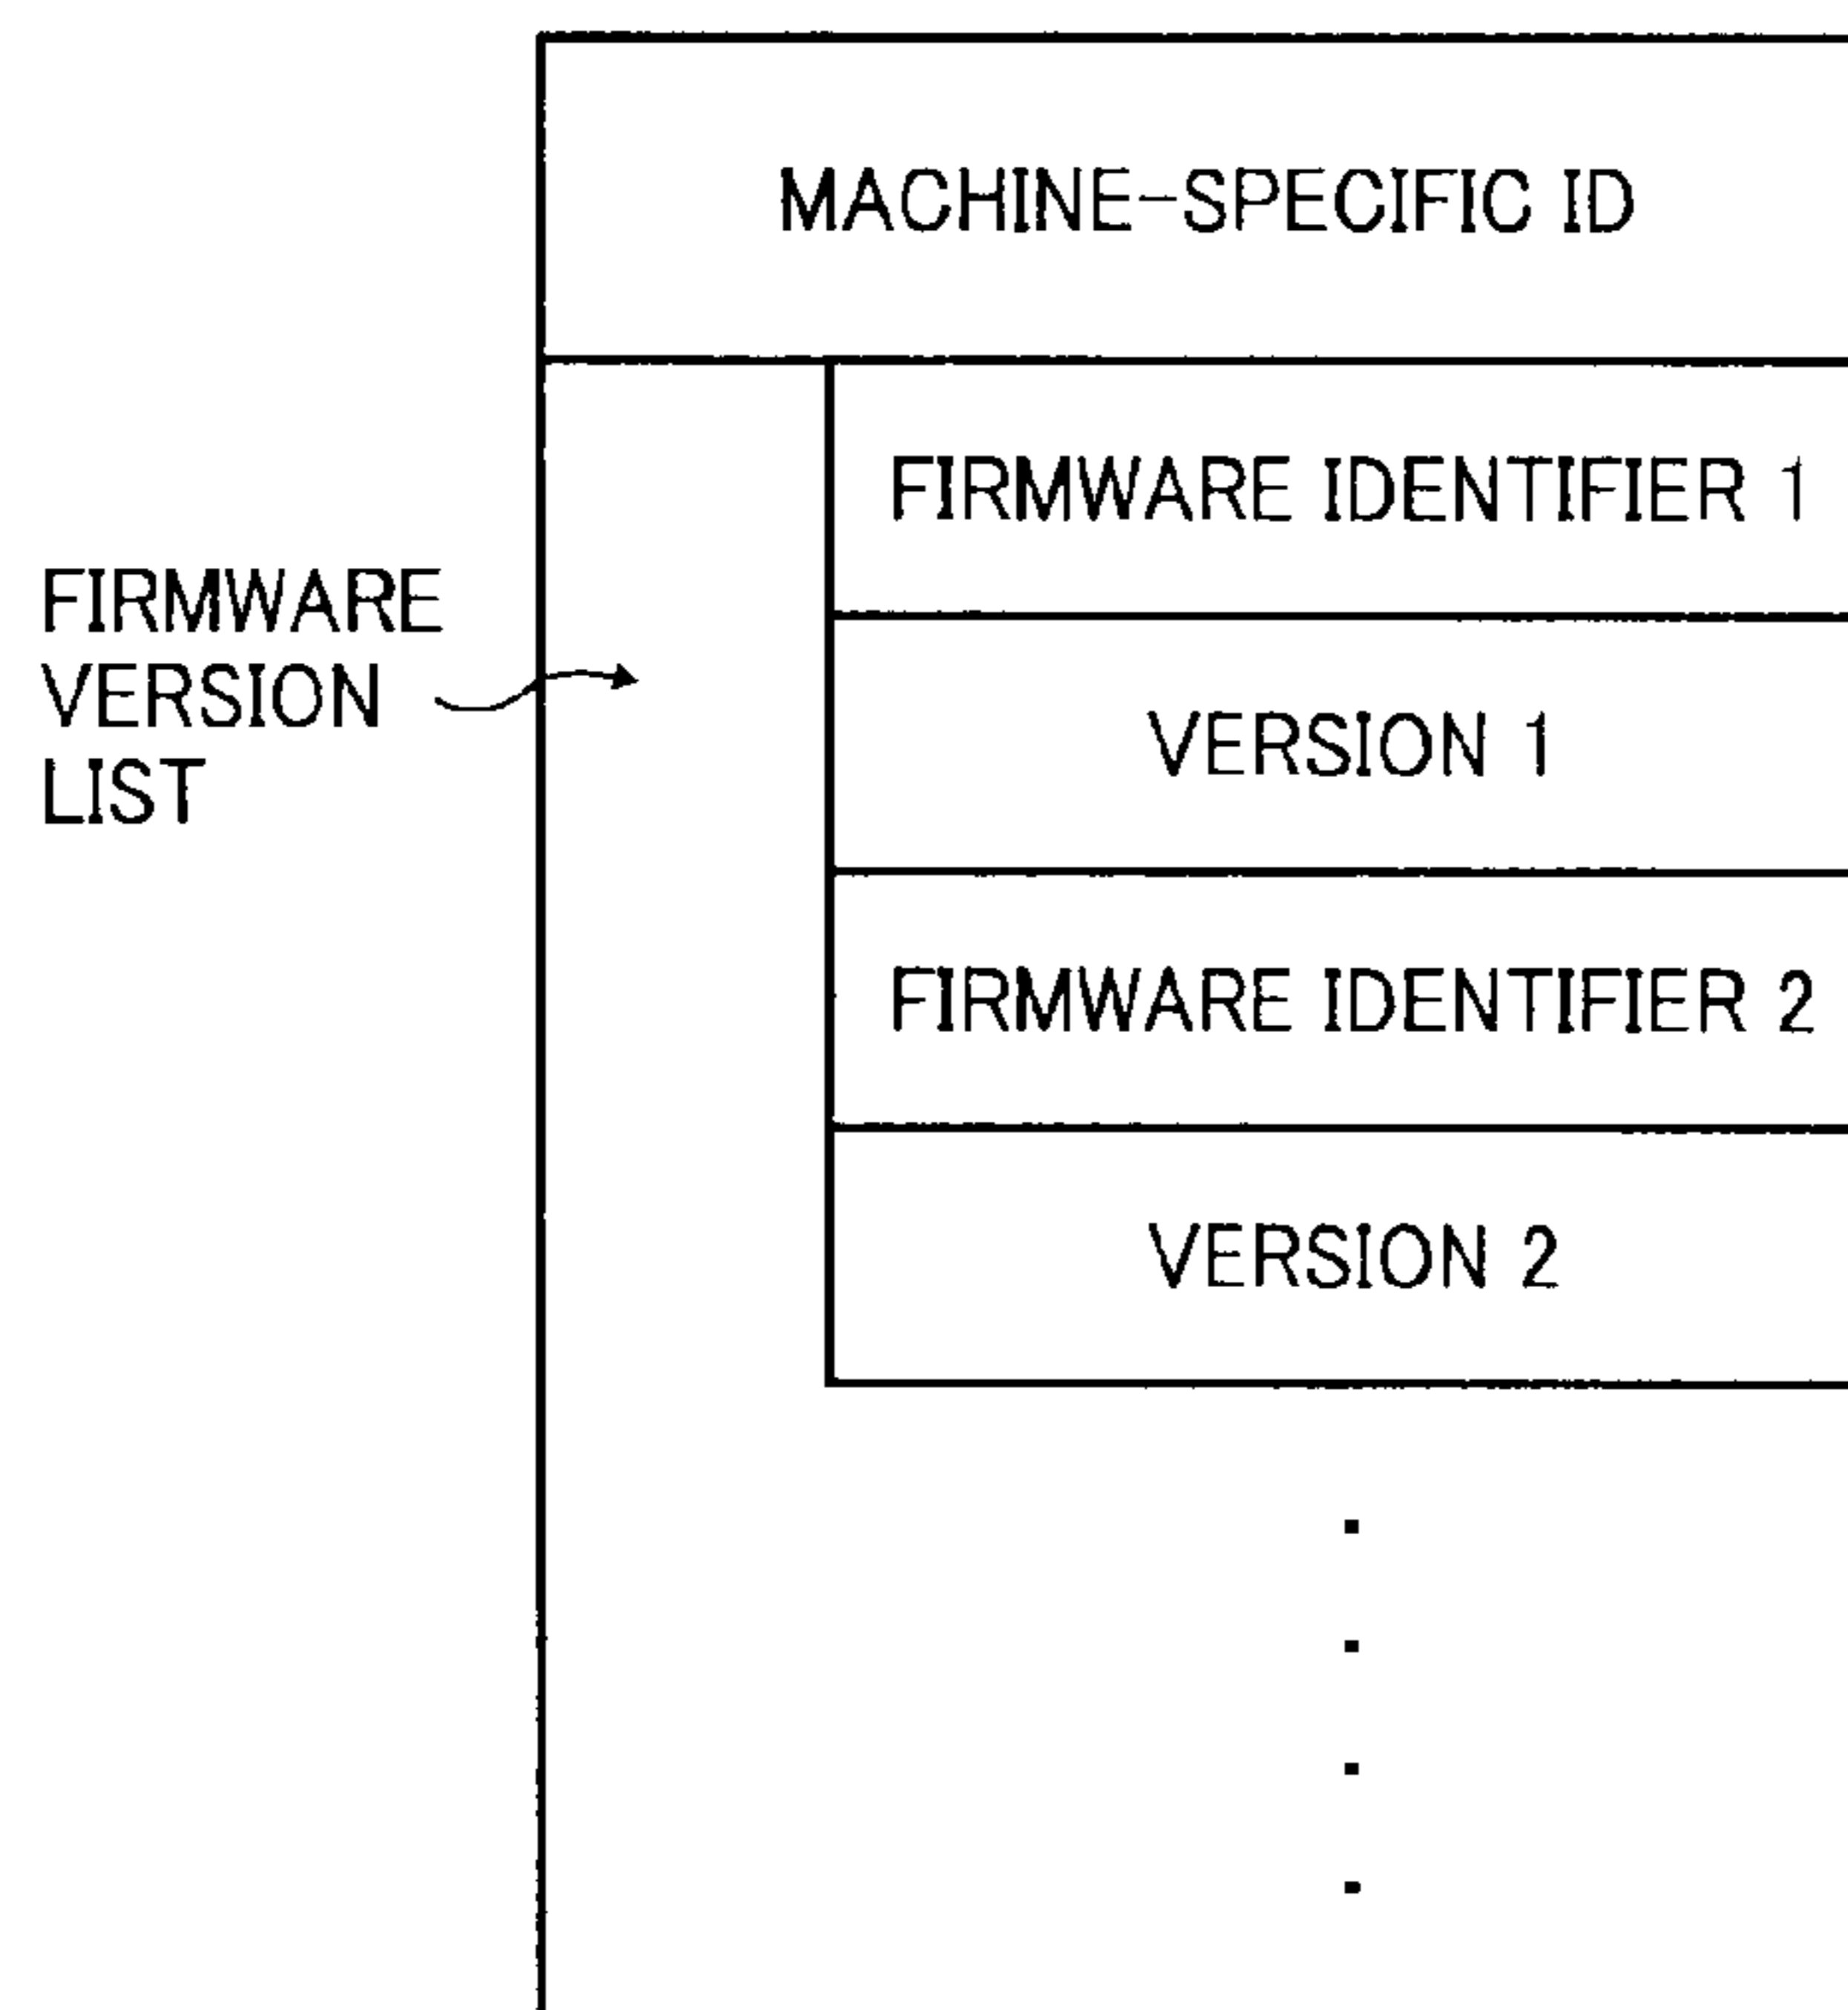 MACHINE-SPECIFIC ID
FIRMWARE IDENTIFIER 1
FIRMWARE
VERSION
LIST
VERSION 1
FIRMWARE IDENTIFIER 2
VERSION 2